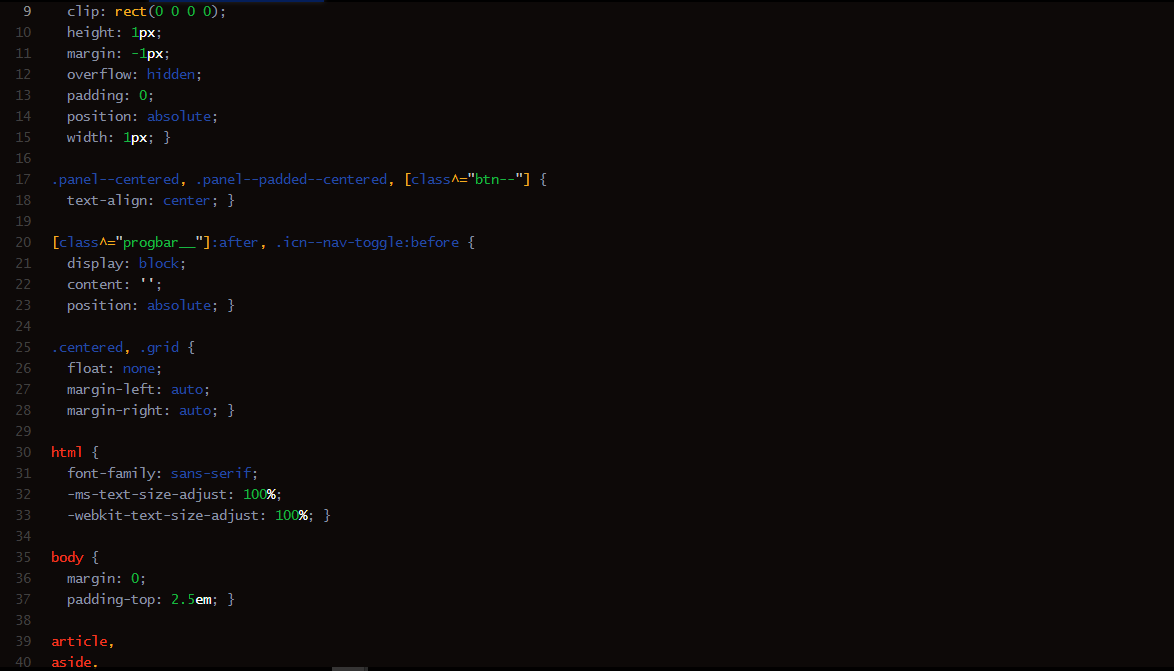 9 clip: rect(0 0 0 0);
10 height: 1px;
11 margin: -1px;
12 overflow: hidden;
13 padding: 0;
14 position: absolute;
15 width: 1px; }
16
17 .panel--centered, .panel--padded--centered, [class^="btn--"] {
18 text-align: center; }
19
20 [class^="progbar__"]:after, .icn--nav-toggle:before {
21 display: block;
22 content: '';
23 position: absolute; }
24
25 .centered, .grid {
26 float: none;
27 margin-left: auto;
28 margin-right: auto; }
29
30 html {
31 font-family: sans-serif;
32 -ms-text-size-adjust: 100%;
33 -webkit-text-size-adjust: 100%; }
34
35 body {
36 margin: 0;
37 padding-top: 2.5em; }
38
39 article,
40 aside,